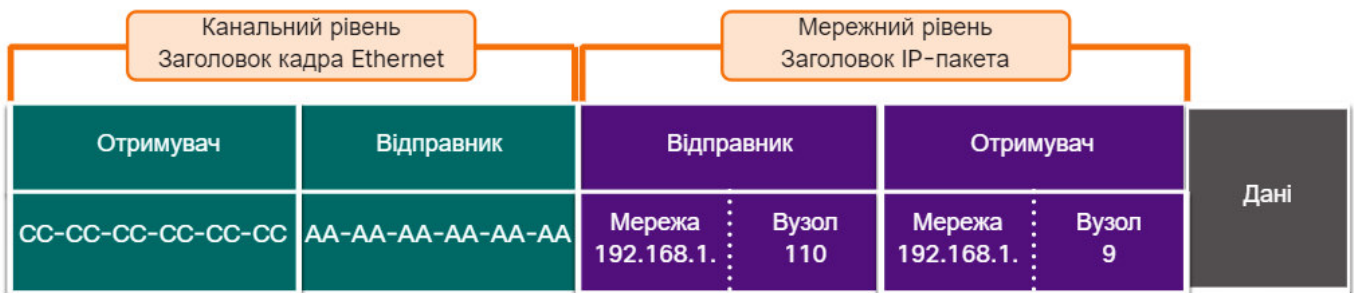 Канальний рівень
Заголовок кадра Ethernet
Мережний рівень
Заголовок IP-пакета
Отримувач
Відправник
Відправник
Отримувач
Дані
CC-CC-CC-CC-CC-CC
AA-AA-AA-AA-AA-AA
Мережа
192.168.1.
Вузол
110
Мережа
192.168.1.
Вузол
9